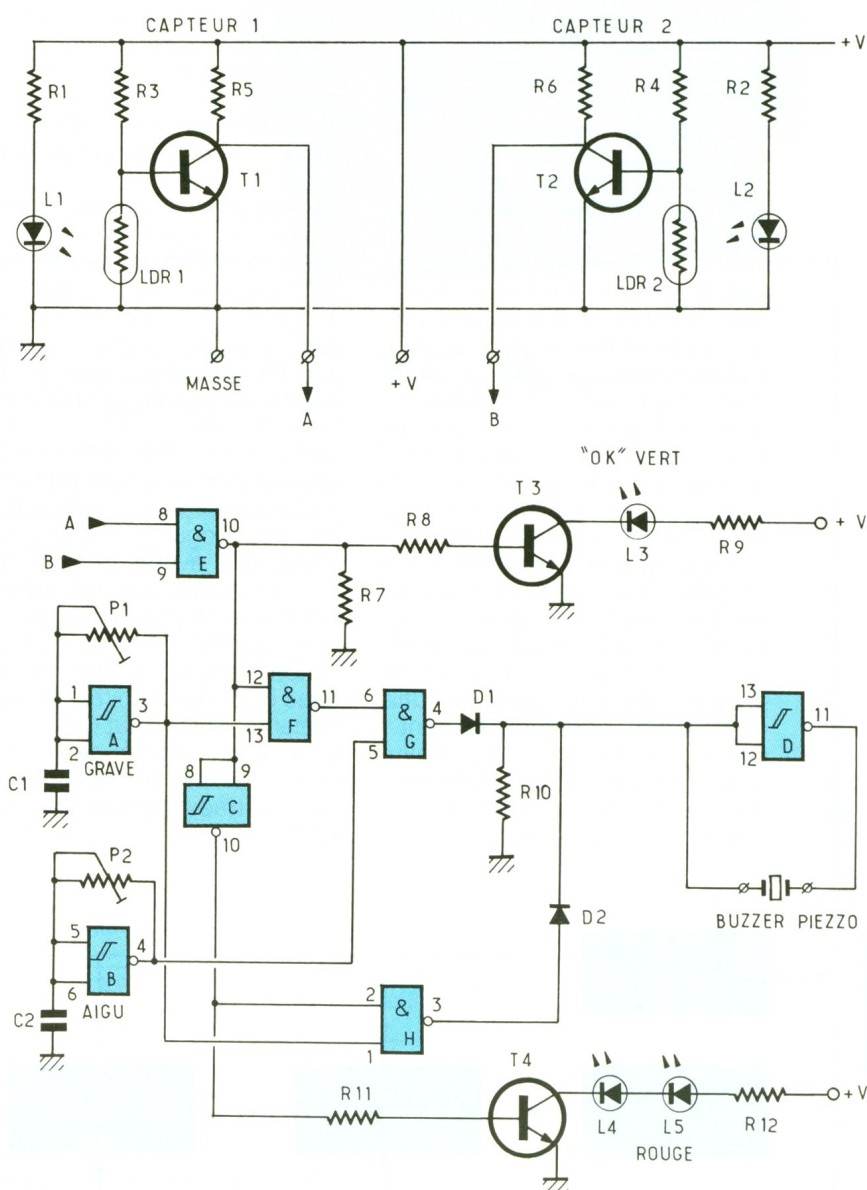 CAPTEUR 1 CAPTEUR 2
+V
R1 R3 R5 R6 R4 R2
T1 T2
L1 L2
LDR 1 LDR 2
MASSE +V
A B
"OK" VERT
T3
A 8 & 10 R8 + V
B 9 E R7 L3 R9
P1
12 & 11 6 & 4 D1 13 11
1 3 13 F 5 G D
A 12
2 GRAVE 8 9 R10
C1 C
10
P2
D2 BUZZER PIEZZO
5 4
B 2 & 3
6
C2 AIGU 1 H
T4
R11 +V
L4 L5 R12
ROUGE